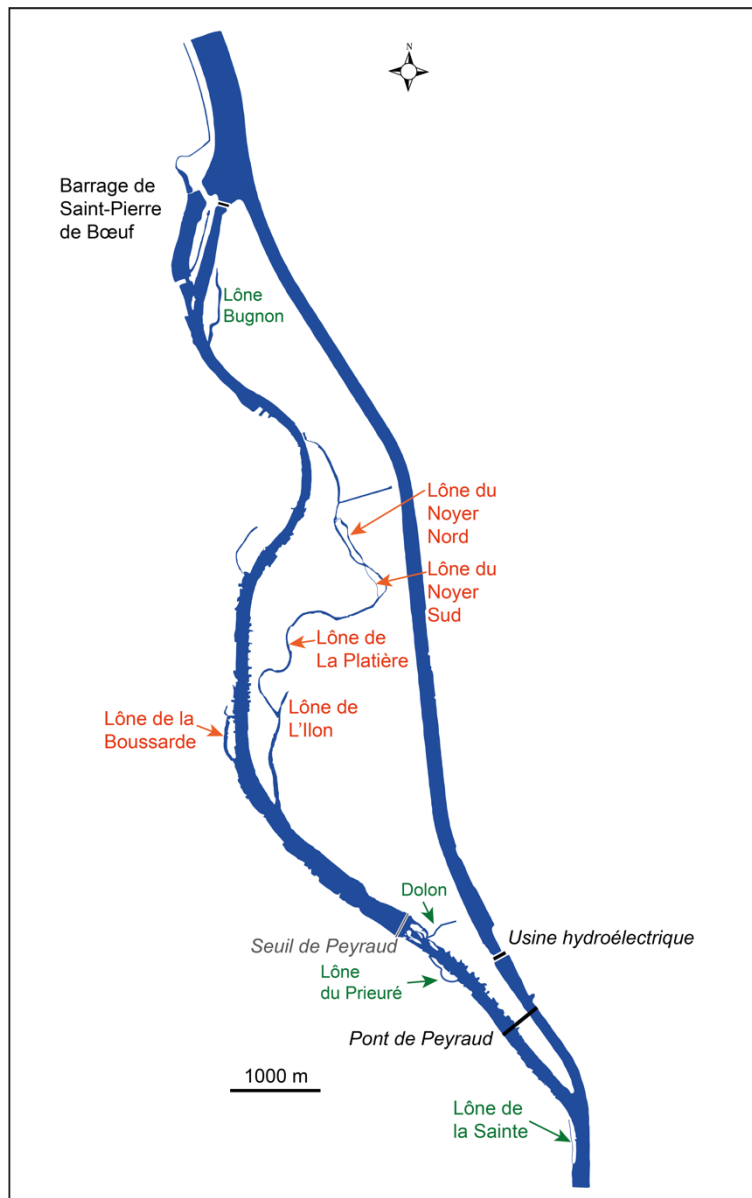 N
Barrage de
Saint-Pierre
de Bœuf
Lône
Bugnon
Lône du
Noyer
Nord
Lône du
Noyer
Sud
Lône de
La Platière
Lône de
L'Ilon
Lône de la
Boussarde
Dolon
Seuil de Peyraud
Usine hydroélectrique
Lône
du Prieuré
Pont de Peyraud
1000 m
Lône de
la Sainte